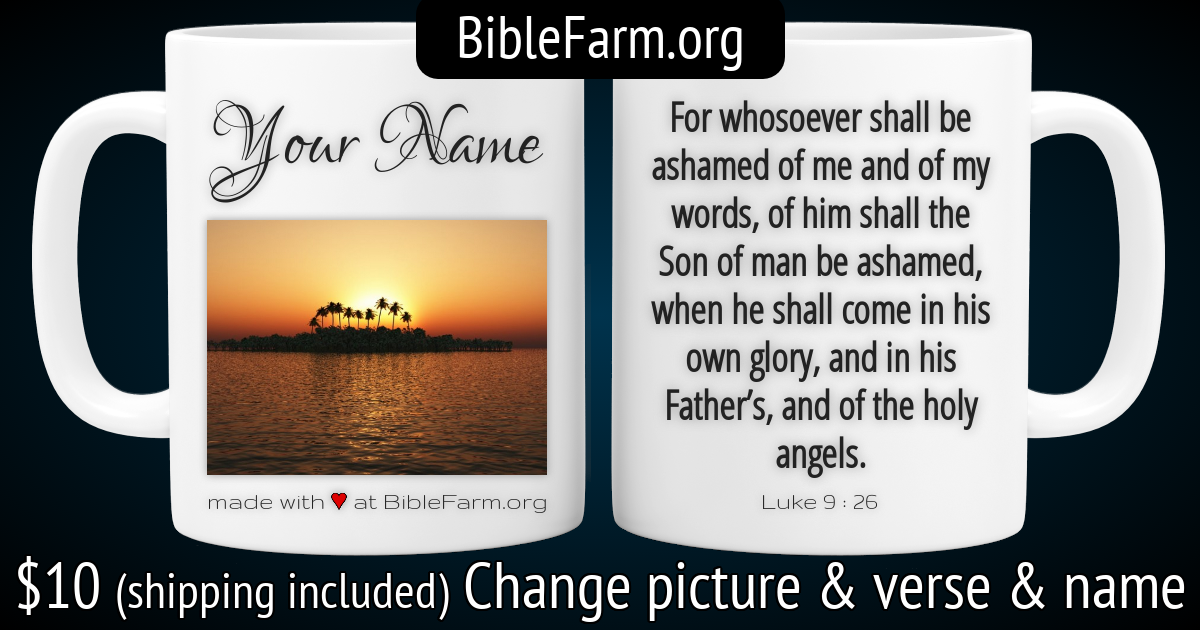 BibleFarm.org
Your Name
made with ♥ at BibleFarm.org
For whosoever shall be
ashamed of me and of my
words, of him shall the
Son of man be ashamed,
when he shall come in his
own glory, and in his
Father’s, and of the holy
angels.
Luke 9 : 26
$10 (shipping included) Change picture & verse & name